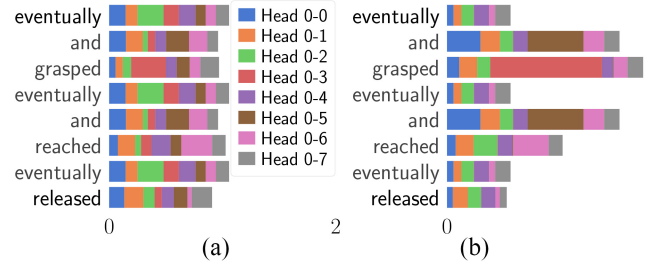 eventually
and
grasped
eventually
and
reached
eventually
released
0
2
(a)
Head 0-0
Head 0-1
Head 0-2
Head 0-3
Head 0-4
Head 0-5
Head 0-6
Head 0-7
eventually
and
grasped
eventually
and
reached
eventually
released
0
(b)